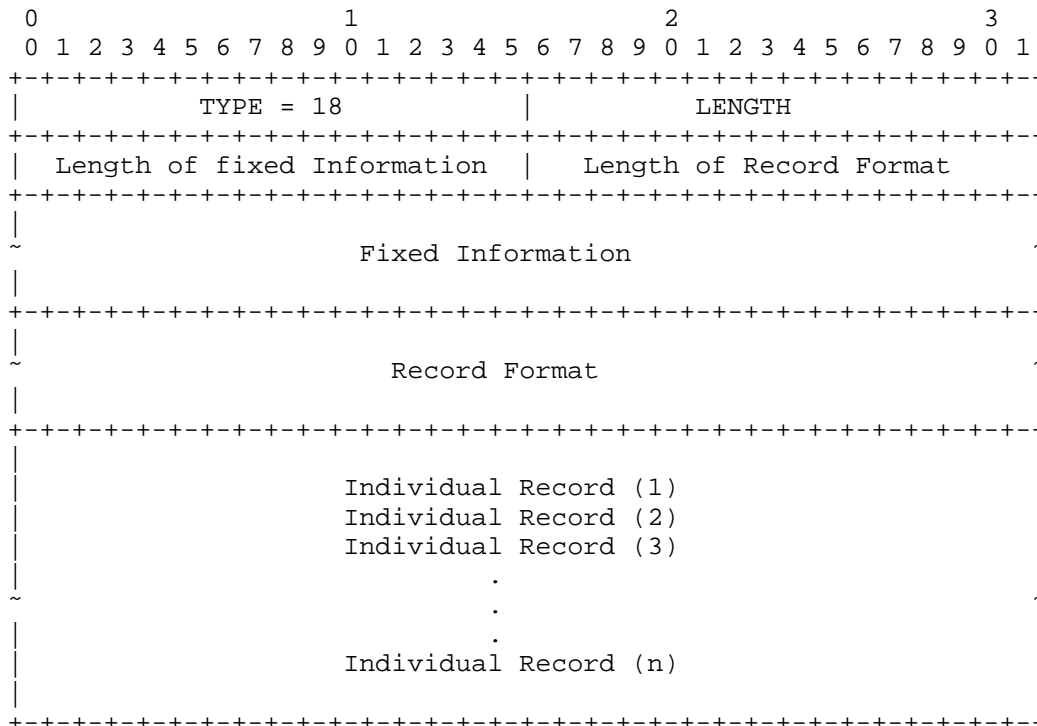 0                   1                   2                   3
 0 1 2 3 4 5 6 7 8 9 0 1 2 3 4 5 6 7 8 9 0 1 2 3 4 5 6 7 8 9 0 1
+-+-+-+-+-+-+-+-+-+-+-+-+-+-+-+-+-+-+-+-+-+-+-+-+-+-+-+-+-+-+-+-
|           TYPE = 18           |          LENGTH
+-+-+-+-+-+-+-+-+-+-+-+-+-+-+-+-+-+-+-+-+-+-+-+-+-+-+-+-+-+-+-+-
|  Length of fixed Information  |   Length of Record Format
+-+-+-+-+-+-+-+-+-+-+-+-+-+-+-+-+-+-+-+-+-+-+-+-+-+-+-+-+-+-+-+-
|
~                     Fixed Information                         ~
|
+-+-+-+-+-+-+-+-+-+-+-+-+-+-+-+-+-+-+-+-+-+-+-+-+-+-+-+-+-+-+-+-
|
~                       Record Format                           ~
|
+-+-+-+-+-+-+-+-+-+-+-+-+-+-+-+-+-+-+-+-+-+-+-+-+-+-+-+-+-+-+-+-
|
|                    Individual Record (1)
|                    Individual Record (2)
|                    Individual Record (3)
|                             .
~                             .                                 ~
|                             .
|                    Individual Record (n)
|
+-+-+-+-+-+-+-+-+-+-+-+-+-+-+-+-+-+-+-+-+-+-+-+-+-+-+-+-+-+-+-+-